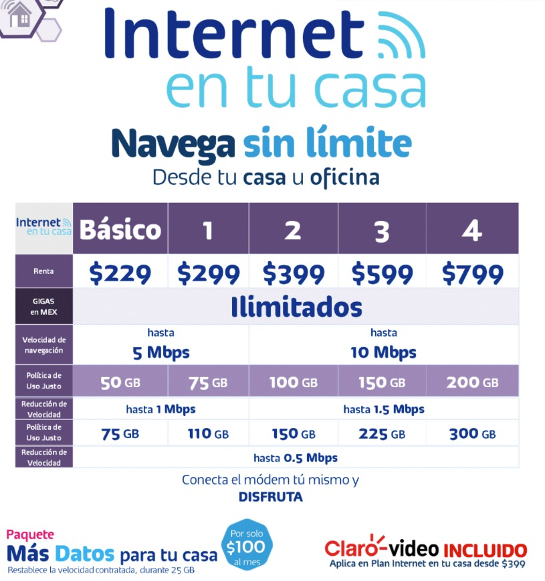 Internet
en tu casa
Navega sin límite
Desde tu casa u oficina
Internet en tu casa Básico 1 2 3 4
Renta $229 $299 $399 $599 $799
GIGAS en MEX Ilimitados
Velocidad de navegación hasta 5 Mbps hasta 10 Mbps
Política de Uso Justo 50 GB 75 GB 100 GB 150 GB 200 GB
Reducción de Velocidad hasta 1 Mbps hasta 1.5 Mbps
Política de Uso Justo 75 GB 110 GB 150 GB 225 GB 300 GB
Reducción de Velocidad hasta 0.5 Mbps
Conecta el módem tú mismo y
DISFRUTA
Paquete
Más Datos para tu casa
Restablece la velocidad contratada, durante 25 GB
Por solo
$100
al mes
Claro-video INCLUIDO
Aplica en Plan Internet en tu casa desde $399